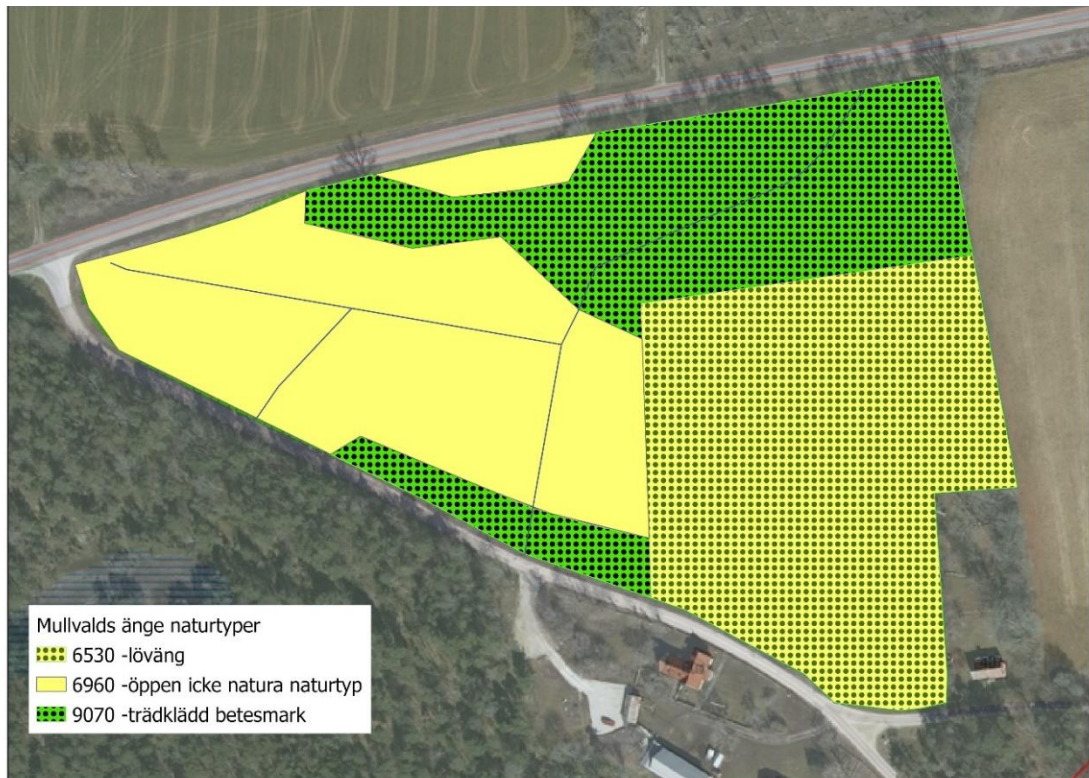 Mullvalds änge naturtyper
6530 -löväng
6960 -öppen icke natura naturtyp
9070 -trädklädd betesmark